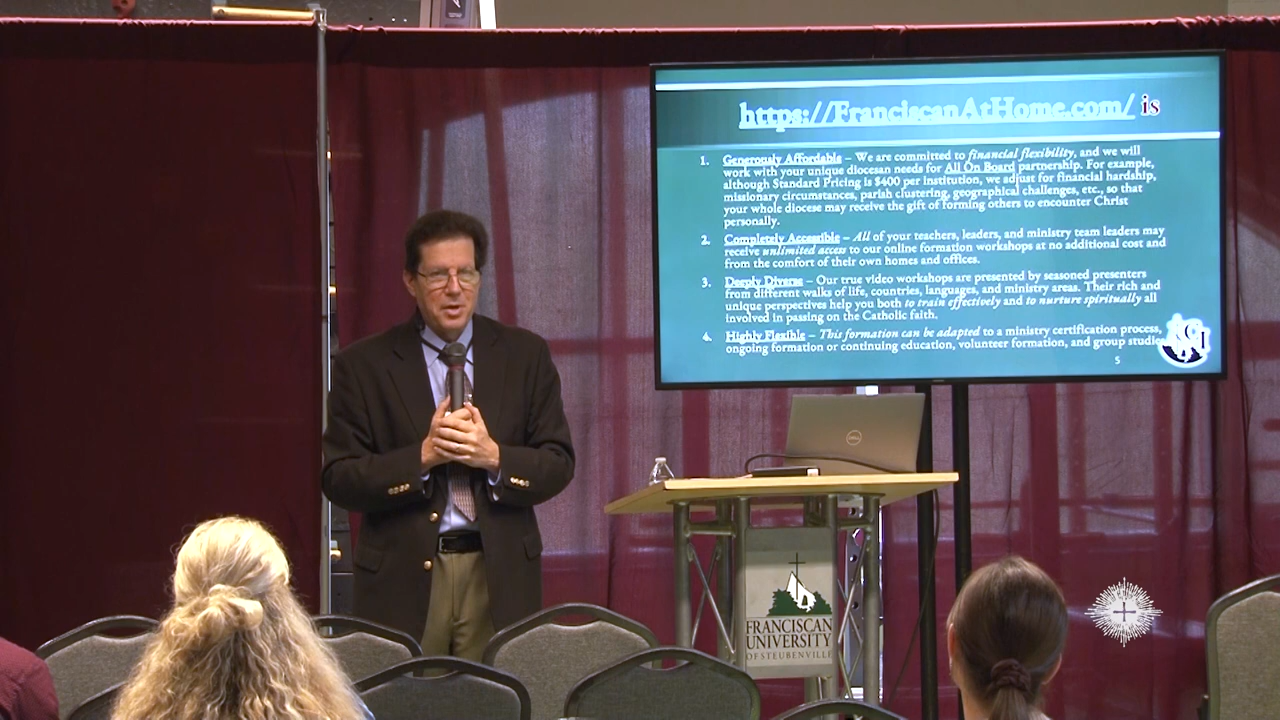 https://FranciscanAtHome.com/ is
1. Generously Affordable – We are committed to financial flexibility, and we will
work with your unique diocesan needs for All On Board partnership. For example,
although Standard Pricing is $400 per institution, we adjust for financial hardship,
missionary circumstances, parish clustering, geographical challenges, etc., so that
your whole diocese may receive the gift of forming others to encounter Christ
personally.
2. Completely Accessible – All of your teachers, leaders, and ministry team leaders may
receive unlimited access to our online formation workshops at no additional cost and
from the comfort of their own homes and offices.
3. Deeply Diverse – Our true video workshops are presented by seasoned presenters
from different walks of life, countries, languages, and ministry areas. Their rich and
unique perspectives help you both to train effectively and to nurture spiritually all
involved in passing on the Catholic faith.
4. Highly Flexible – This formation can be adapted to a ministry certification process,
ongoing formation or continuing education, volunteer formation, and group studie
5
DELL
FRANCISCAN
UNIVERSITY
OF STEUBENVILLE